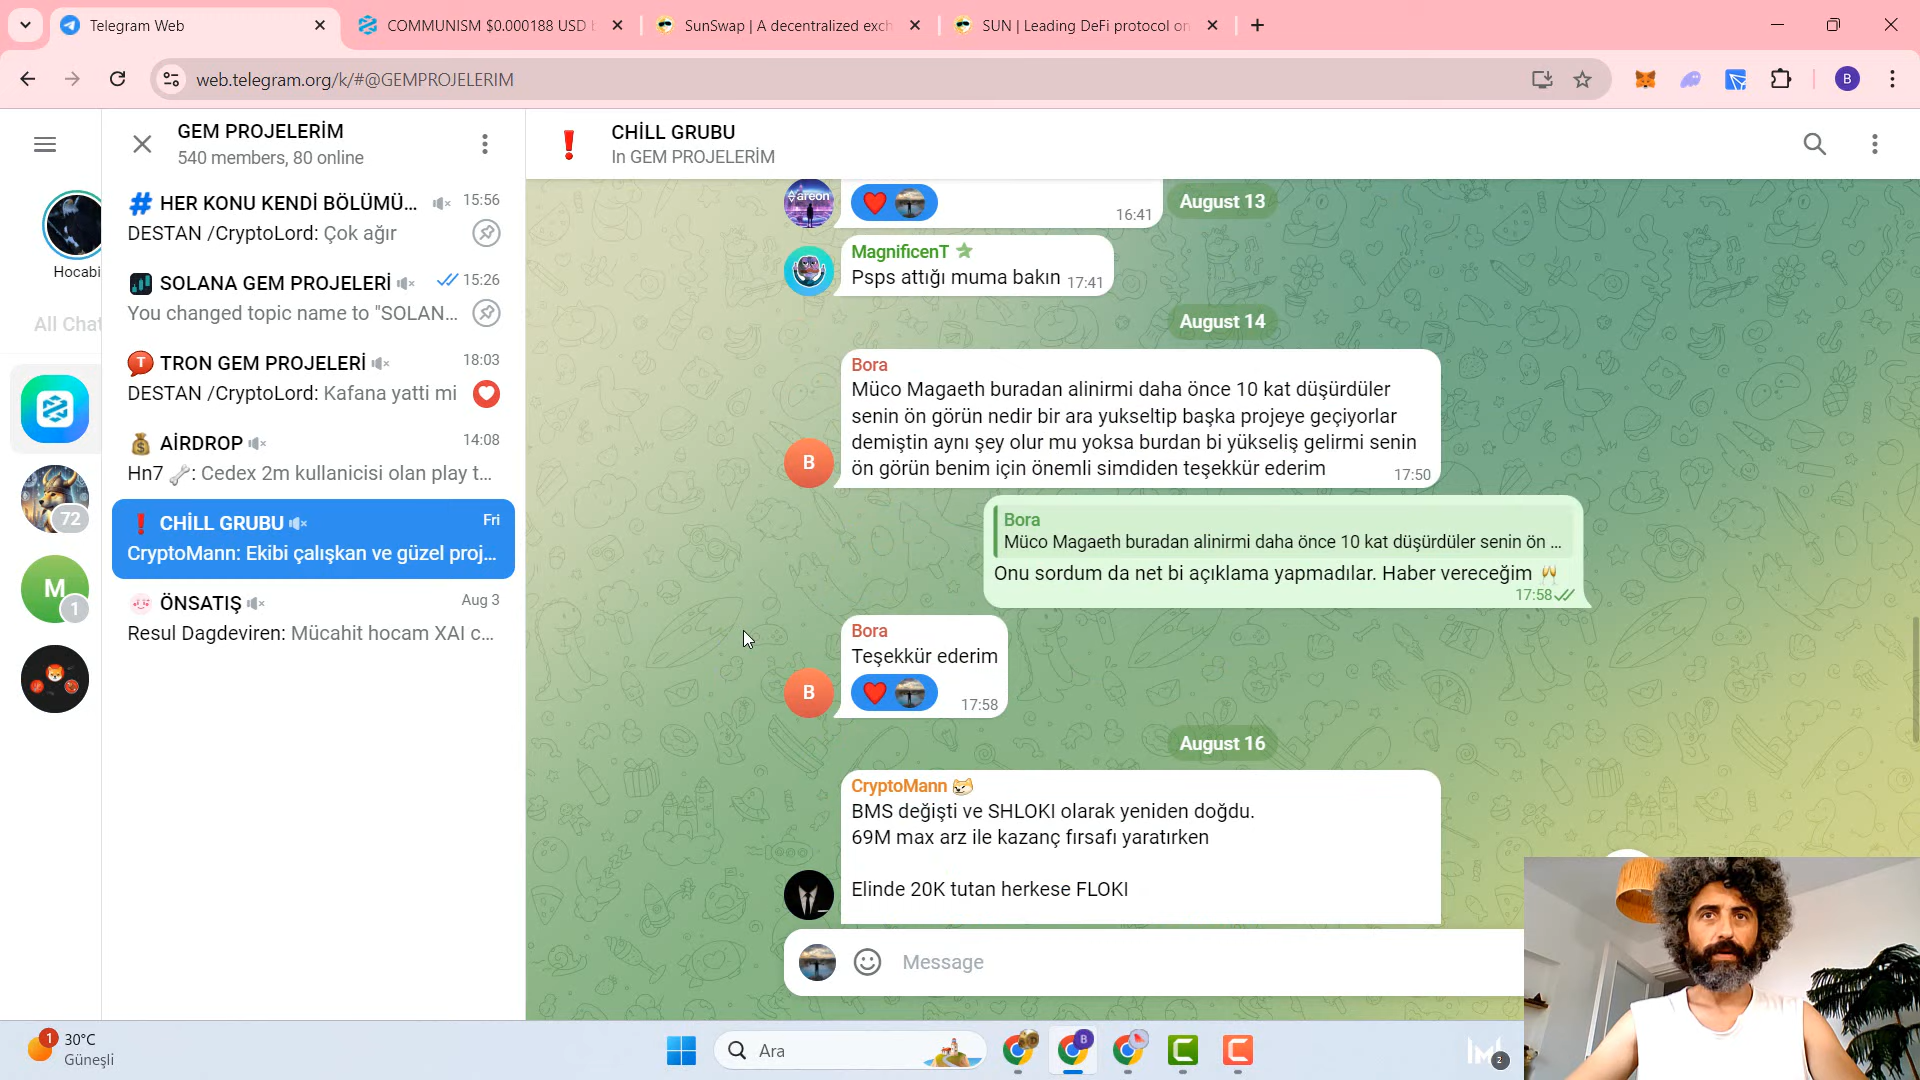 Telegram Web
COMMUNISM $0.000188 USD
SunSwap | A decentralized exch
SUN | Leading DeFi protocol on
web.telegram.org/k/#@GEMPROJELERIM
B
GEM PROJELERİM
540 members, 80 online
CHİLL GRUBU
In GEM PROJELERİM
Hocabi
All Chat
72
M
1
# HER KONU KENDİ BÖLÜMÜ... 15:56
DESTAN /CryptoLord: Çok ağır
SOLANA GEM PROJELERİ 15:26
You changed topic name to "SOLAN...
T TRON GEM PROJELERİ 18:03
DESTAN /CryptoLord: Kafana yatti mi
AİRDROP 14:08
Hn7 : Cedex 2m kullanicisi olan play t...
CHİLL GRUBU Fri
CryptoMann: Ekibi çalışkan ve güzel proj...
ÖNSATIŞ Aug 3
Resul Dagdeviren: Mücahit hocam XAI c...
areon
16:41
August 13
MagnificenT
Psps attığı muma bakın 17:41
August 14
Bora
Müco Magaeth buradan alinirmi daha önce 10 kat düşürdüler
senin ön görün nedir bir ara yukseltip başka projeye geçiyorlar
demiştin aynı şey olur mu yoksa burdan bi yükseliş gelirmi senin
ön görün benim için önemli simdiden teşekkür ederim 17:50
B
Bora
Müco Magaeth buradan alinirmi daha önce 10 kat düşürdüler senin ön ...
Onu sordum da net bi açıklama yapmadılar. Haber vereceğim
17:58
Bora
Teşekkür ederim
17:58
B
August 16
CryptoMann
BMS değişti ve SHLOKI olarak yeniden doğdu.
69M max arz ile kazanç fırsafı yaratırken
Elinde 20K tutan herkese FLOKI
Message
1
30°C
Güneşli
Ara
B
2